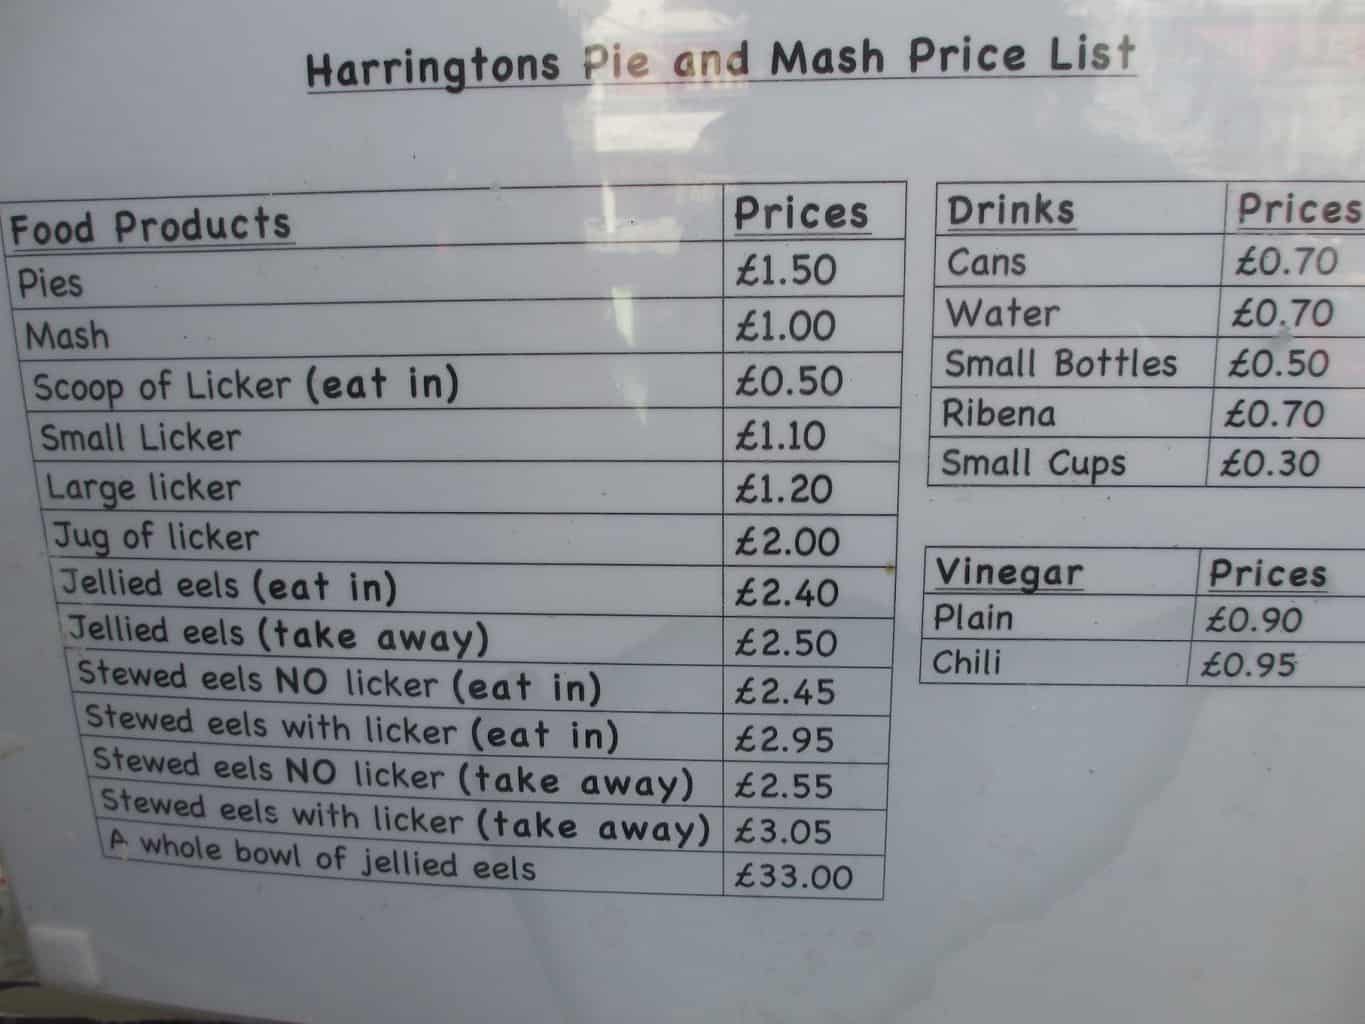 Harringtons Pie and Mash Price List
Food Products Prices
Pies £1.50
Mash £1.00
Scoop of Licker (eat in) £0.50
Small Licker £1.10
Large licker £1.20
Jug of licker £2.00
Jellied eels (eat in) £2.40
Jellied eels (take away) £2.50
Stewed eels NO licker (eat in) £2.45
Stewed eels with licker (eat in) £2.95
Stewed eels NO licker (take away) £2.55
Stewed eels with licker (take away) £3.05
A whole bowl of jellied eels £33.00
Drinks Prices
Cans £0.70
Water £0.70
Small Bottles £0.50
Ribena £0.70
Small Cups £0.30
Vinegar Prices
Plain £0.90
Chili £0.95